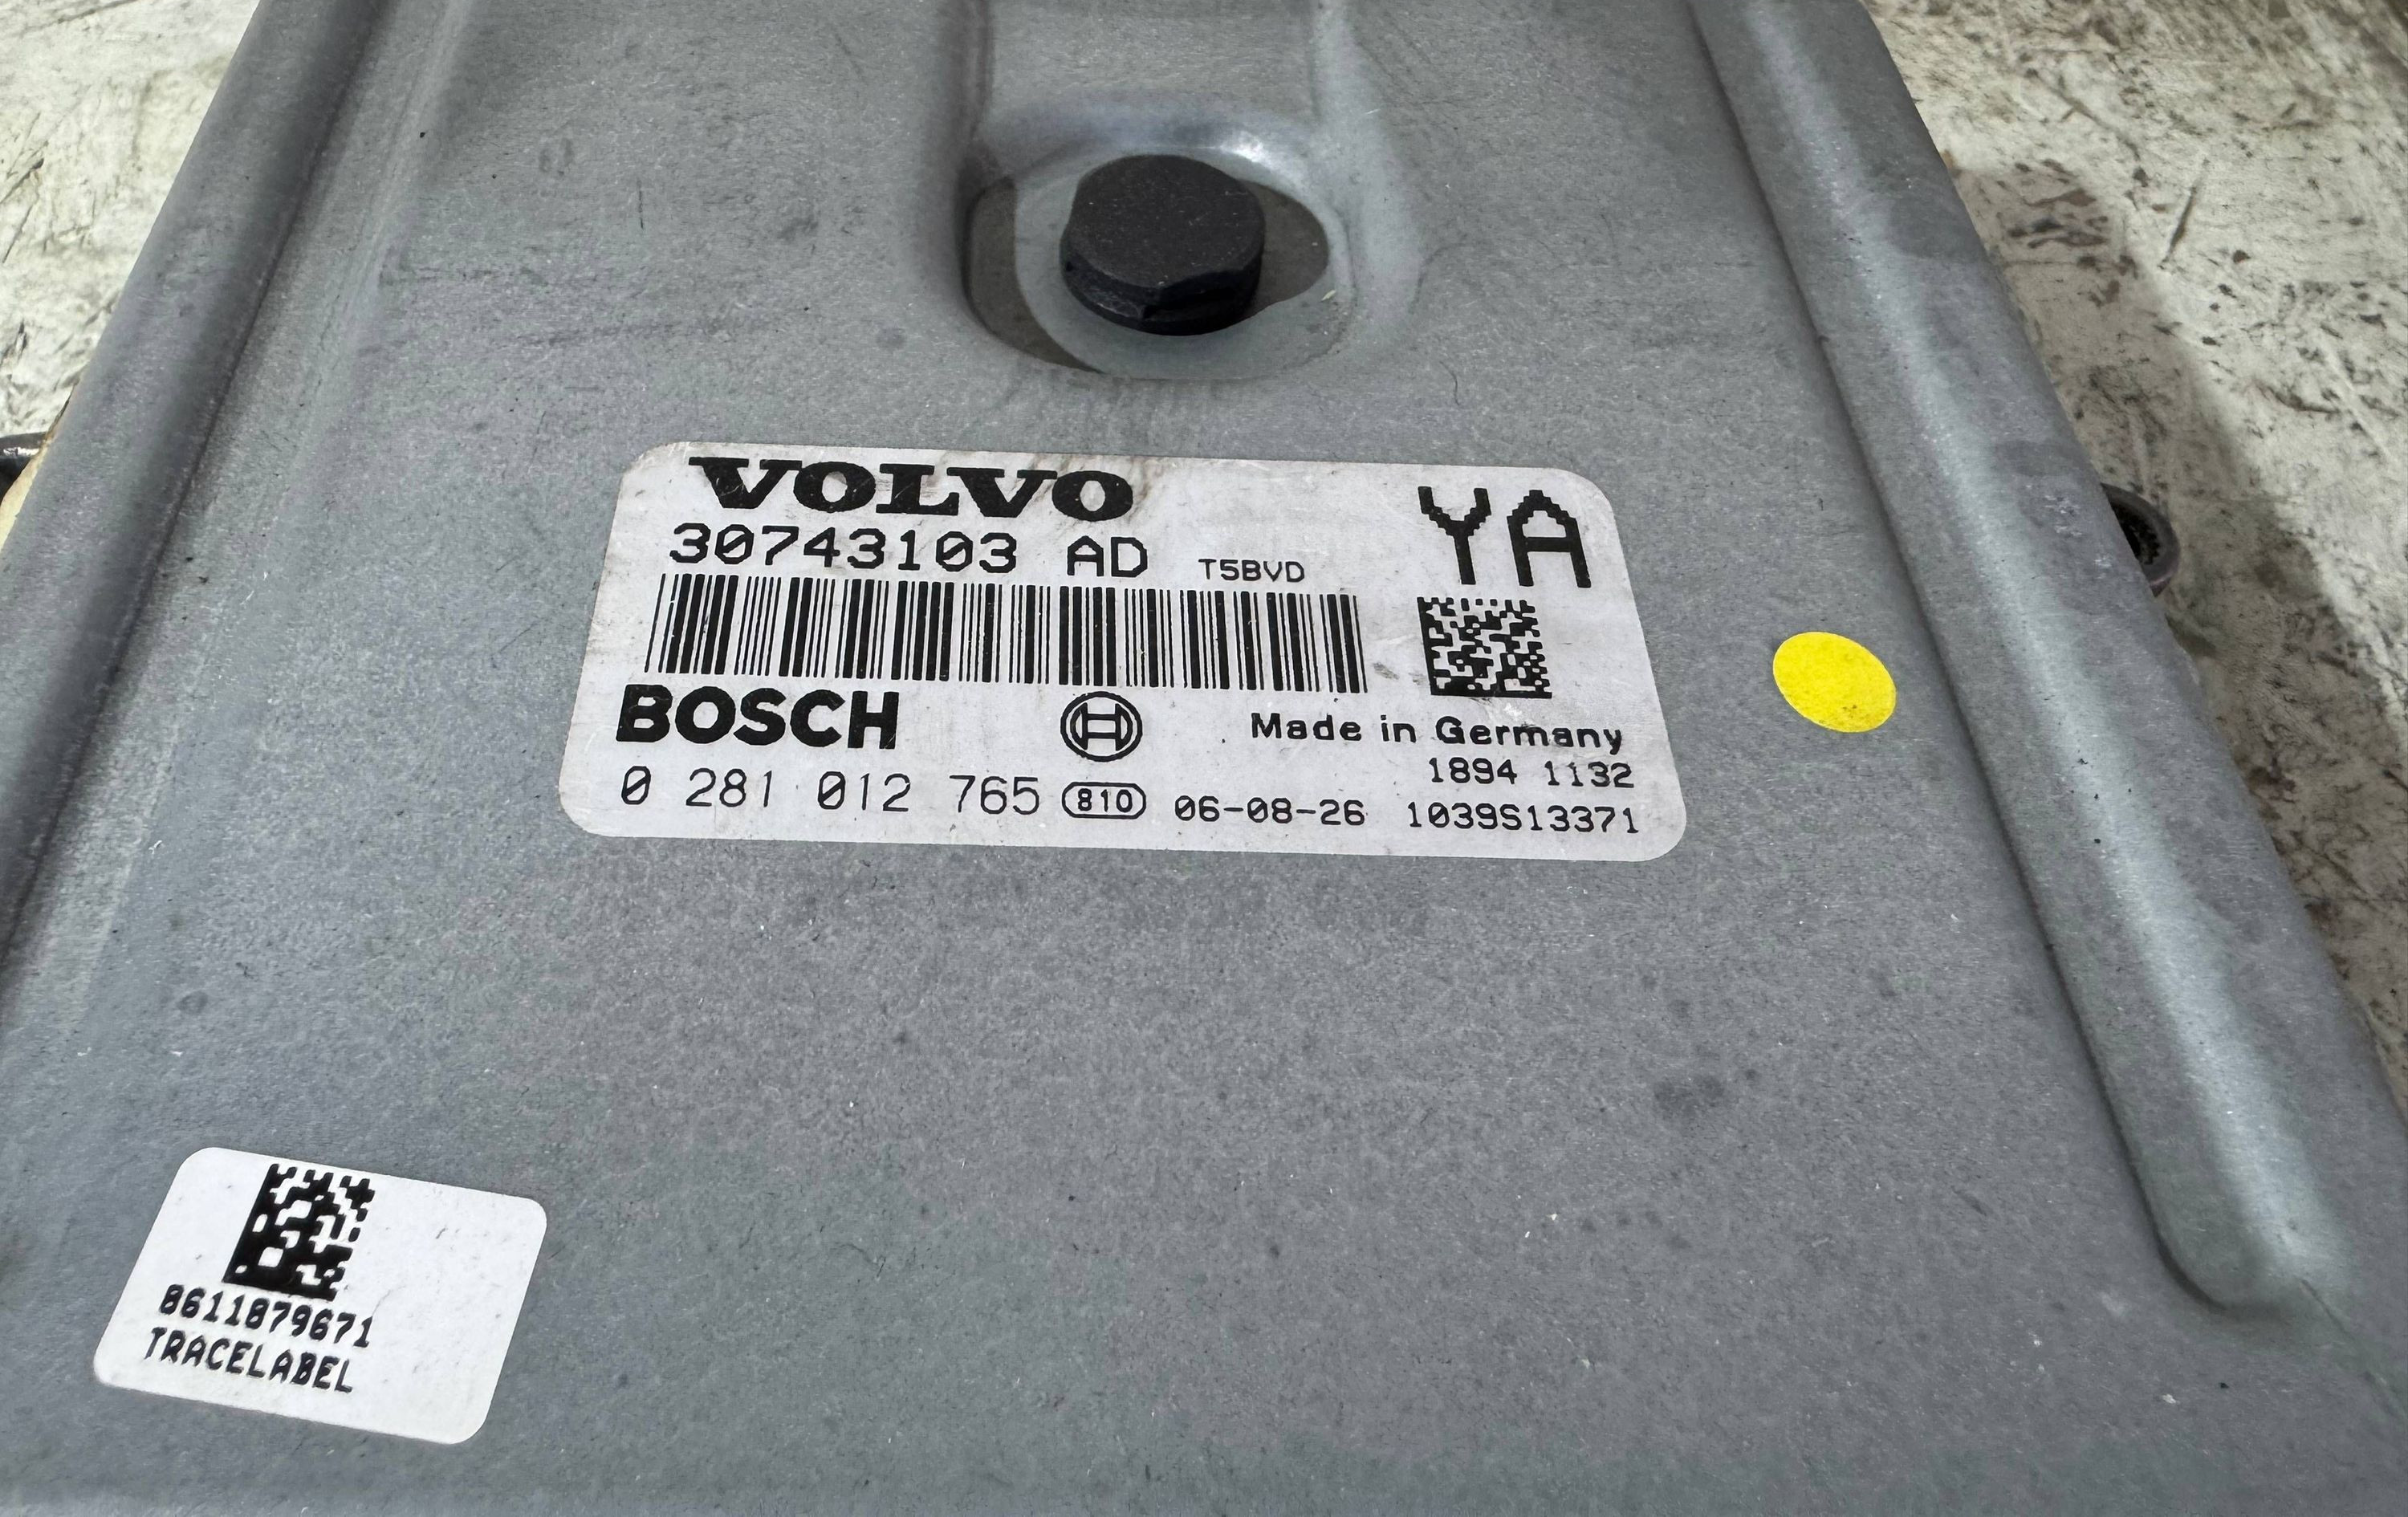 VOLVO
YA
30743103 AD T5BVD
BOSCH
Made in Germany
1894 1132
0 281 012 765 810 06-08-26 1039S13371
0611079671
TRACELABEL